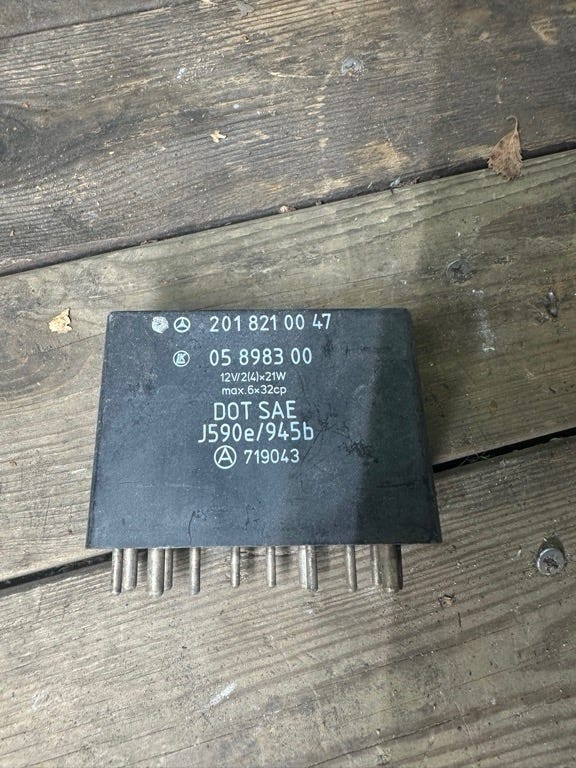 201 821 00 47
LK 05 8983 00
12V/2(4)×21W
max.6×32cp
DOT SAE
J590e/945b
A 719043